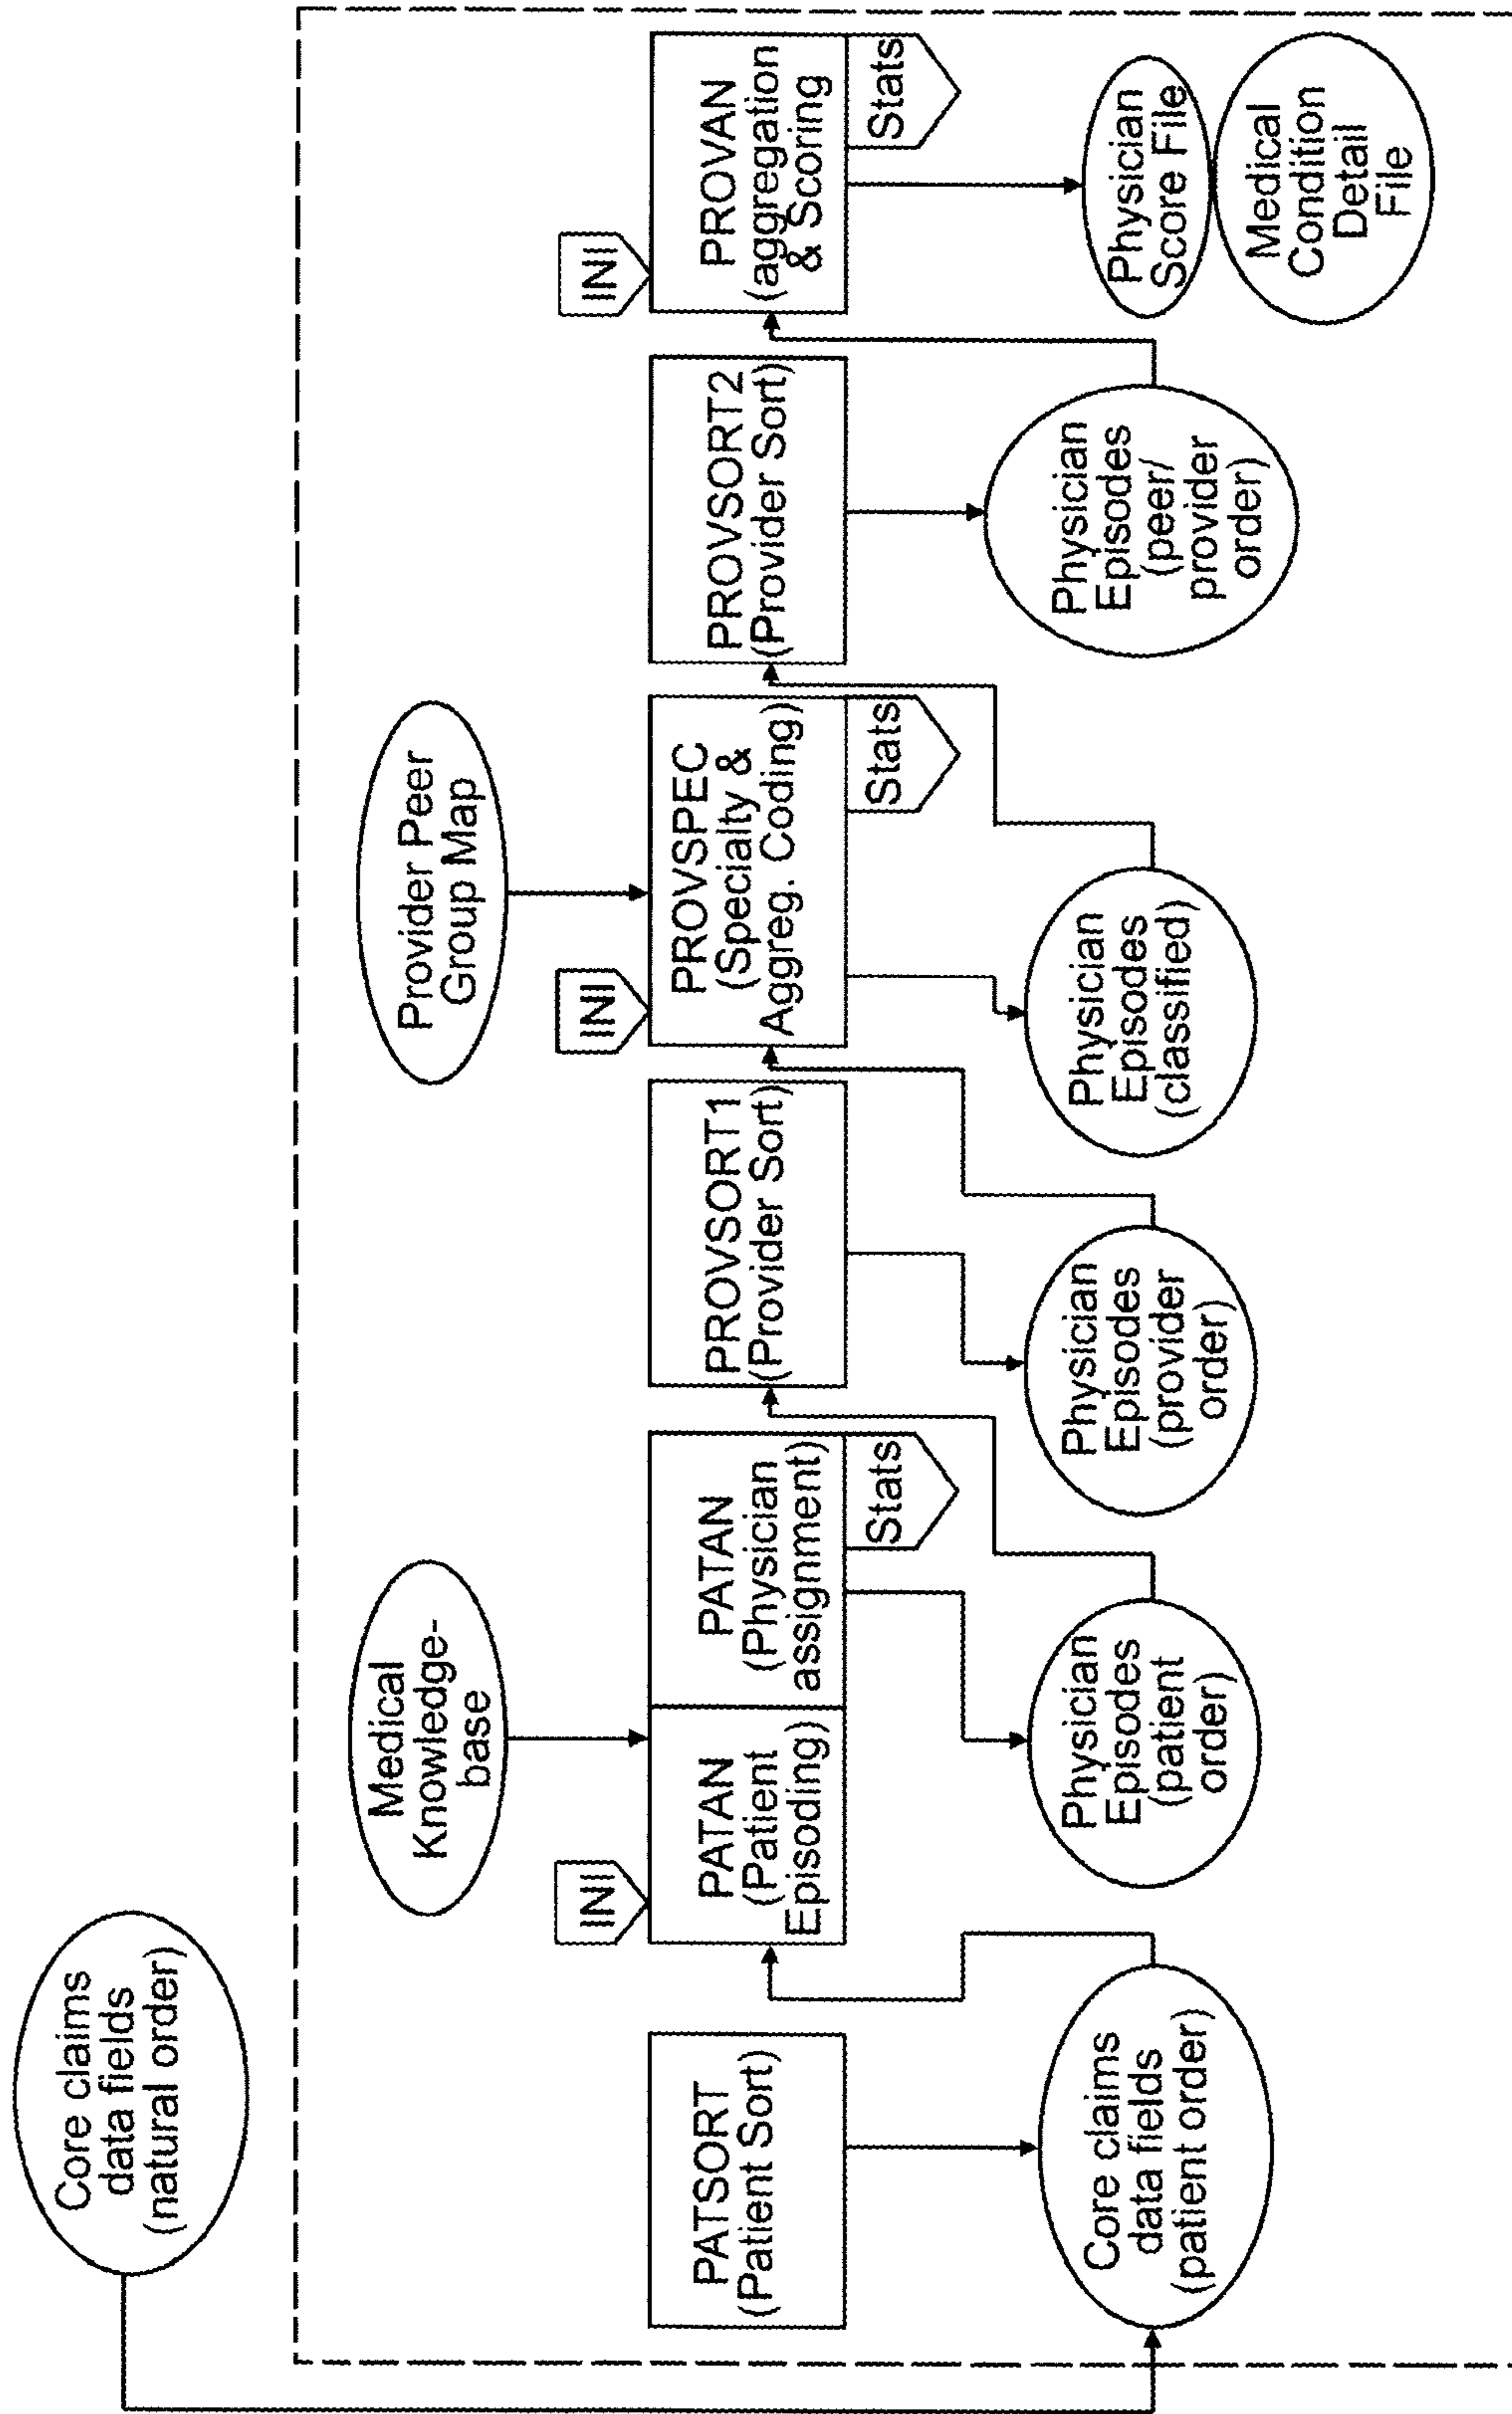 Core claims
data fields
(natural order)
Medical
Knowledge-
base
Provider Peer
Group Map
INI
INI
INI
PATSORT
(Patient Sort)
PATAN
(Patient
Episoding)
PATAN
(Physician
assignment)
PROVSORT1
(Provider Sort)
PROVSPEC
(Specialty &
Aggreg. Coding)
PROVSORT2
(Provider Sort)
PROVAN
(aggregation
& Scoring
Stats
Stats
Stats
Core claims
data fields
(patient order)
Physician
Episodes
(patient
order)
Physician
Episodes
(provider
order)
Physician
Episodes
(classified)
Physician
Episodes
(peer/
provider
order)
Physician
Score File
Medical
Condition
Detail
File